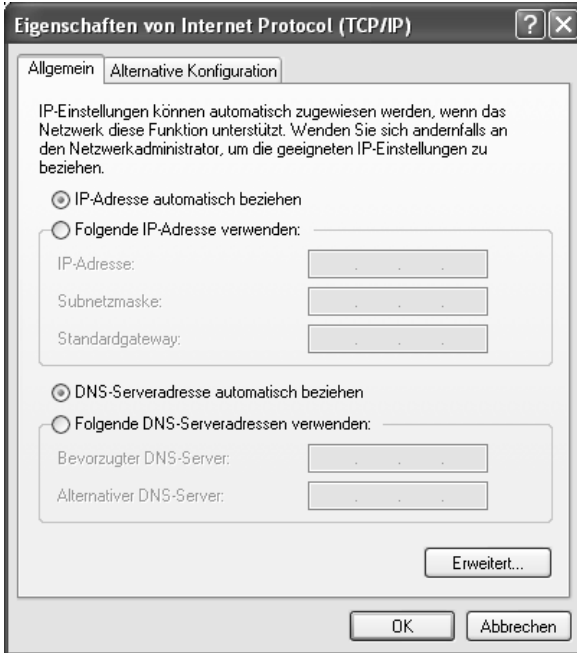 Eigenschaften von Internet Protocol (TCP/IP)
Allgemein
Alternative Konfiguration
IP-Einstellungen können automatisch zugewiesen werden, wenn das
Netzwerk diese Funktion unterstützt. Wenden Sie sich andernfalls an
den Netzwerkadministrator, um die geeigneten IP-Einstellungen zu
beziehen.
IP-Adresse automatisch beziehen
Folgende IP-Adresse verwenden:
IP-Adresse:
Subnetzmaske:
Standardgateway:
DNS-Serveradresse automatisch beziehen
Folgende DNS-Serveradressen verwenden:
Bevorzugter DNS-Server:
Alternativer DNS-Server:
Erweitert...
OK
Abbrechen